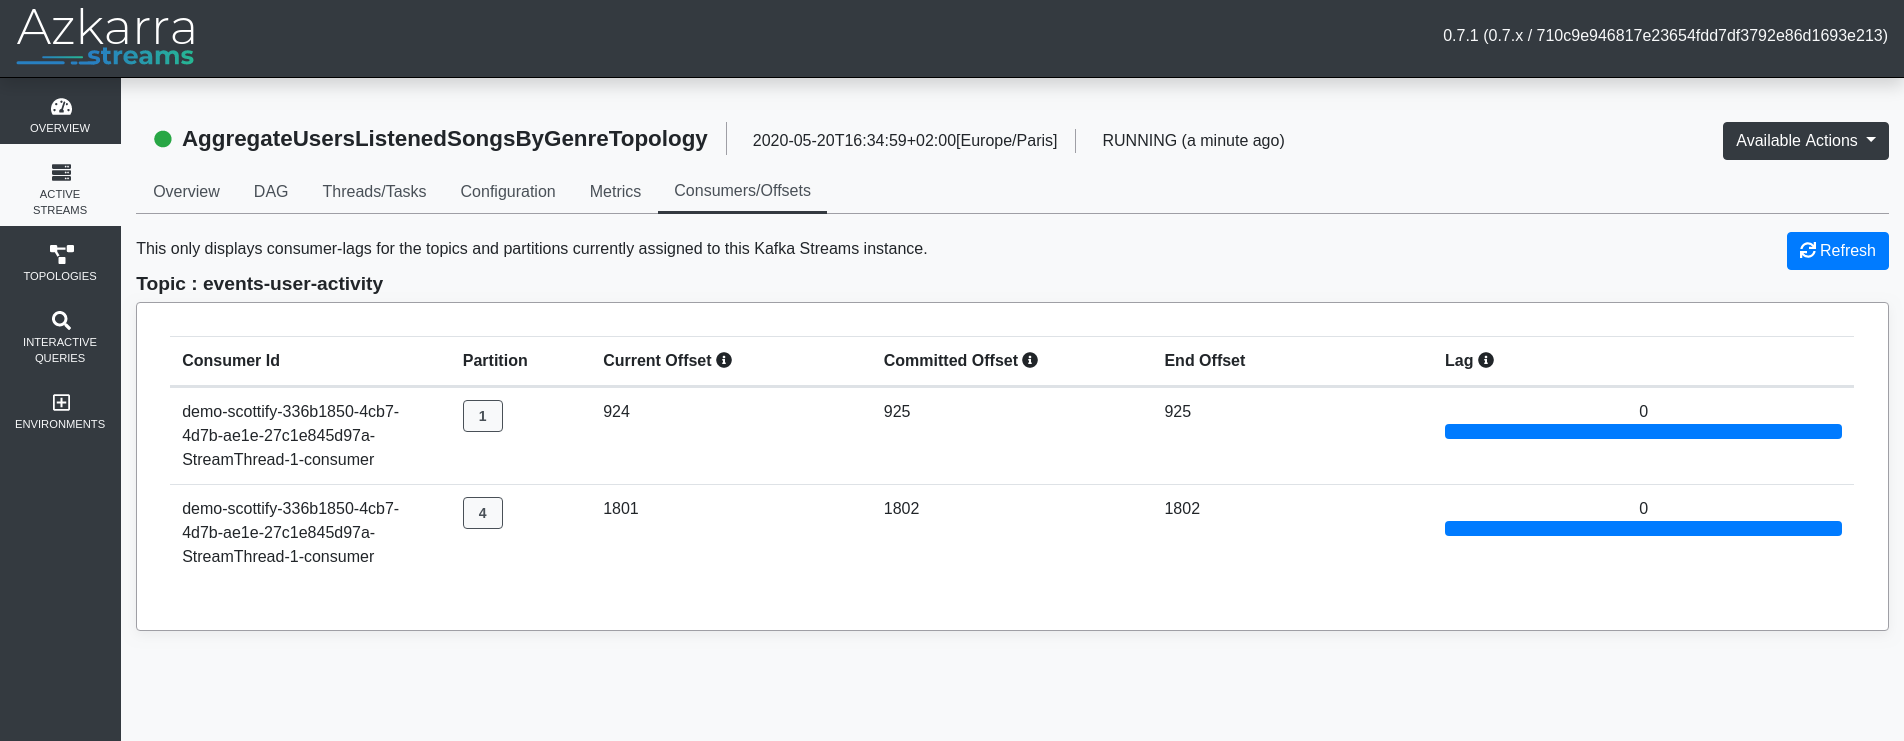 Azkarra
streams
0.7.1 (0.7.x / 710c9e946817e23654fdd7df3792e86d1693e213)
OVERVIEW
ACTIVE
STREAMS
TOPOLOGIES
INTERACTIVE
QUERIES
ENVIRONMENTS
AggregateUsersListenedSongsByGenreTopology 2020-05-20T16:34:59+02:00[Europe/Paris] RUNNING (a minute ago) Available Actions
Overview DAG Threads/Tasks Configuration Metrics Consumers/Offsets
This only displays consumer-lags for the topics and partitions currently assigned to this Kafka Streams instance. Refresh
Topic : events-user-activity
Consumer Id Partition Current Offset Committed Offset End Offset Lag
demo-scottify-336b1850-4cb7- 1 924 925 925 0
4d7b-ae1e-27c1e845d97a-
StreamThread-1-consumer
demo-scottify-336b1850-4cb7- 4 1801 1802 1802 0
4d7b-ae1e-27c1e845d97a-
StreamThread-1-consumer